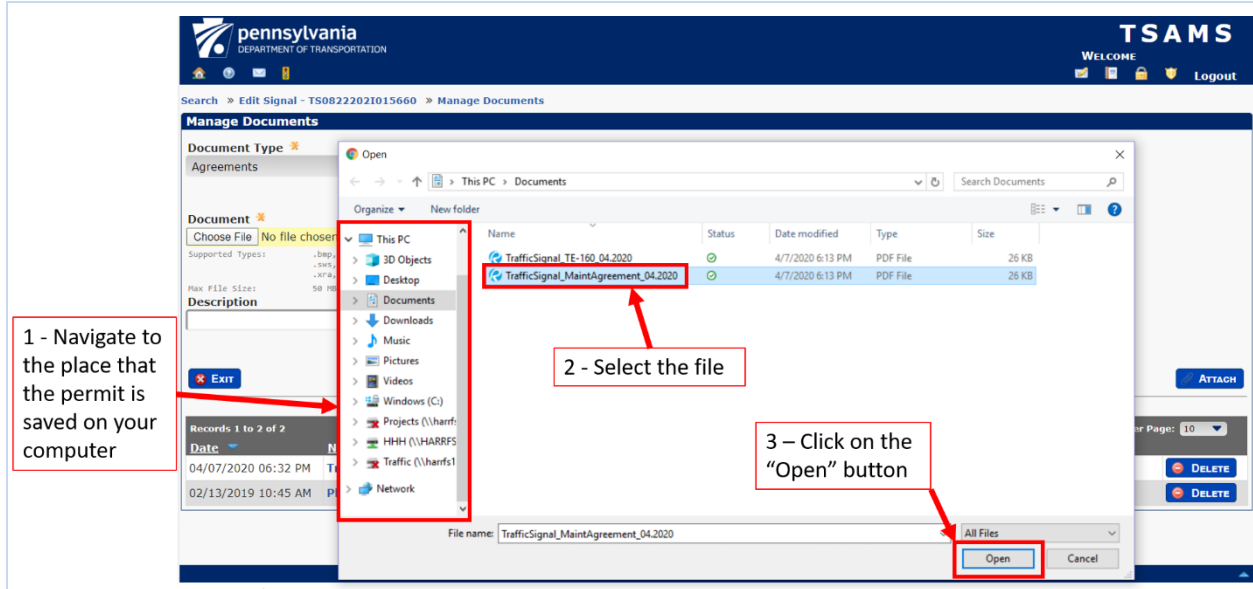 pennsylvania
DEPARTMENT OF TRANSPORTATION
TSAMS
WELCOME
Logout
Search » Edit Signal - TS0822202I015660 » Manage Documents
Manage Documents
Document Type
Agreements
Document
Choose File No file chosen
Supported Types: .bmp,
.sws,
.xra,
Max File Size: 50 MB
Description
EXIT
ATTACH
Records 1 to 2 of 2
er Page: 10
Date
04/07/2020 06:32 PM
DELETE
02/13/2019 10:45 AM
DELETE
Open
This PC > Documents
Search Documents
Organize
New folder
This PC
3D Objects
Desktop
Documents
Downloads
Music
Pictures
Videos
Windows (C:)
Projects (\\harrfs
HHH (\\HARRFS
Traffic (\\harrfs1
Network
Name Status Date modified Type Size
TrafficSignal_TE-160_04.2020 4/7/2020 6:13 PM PDF File 26 KB
TrafficSignal_MaintAgreement_04.2020 4/7/2020 6:13 PM PDF File 26 KB
File name: TrafficSignal_MaintAgreement_04.2020
All Files
Open
Cancel
1 - Navigate to
the place that
the permit is
saved on your
computer
2 - Select the file
3 – Click on the
“Open” button